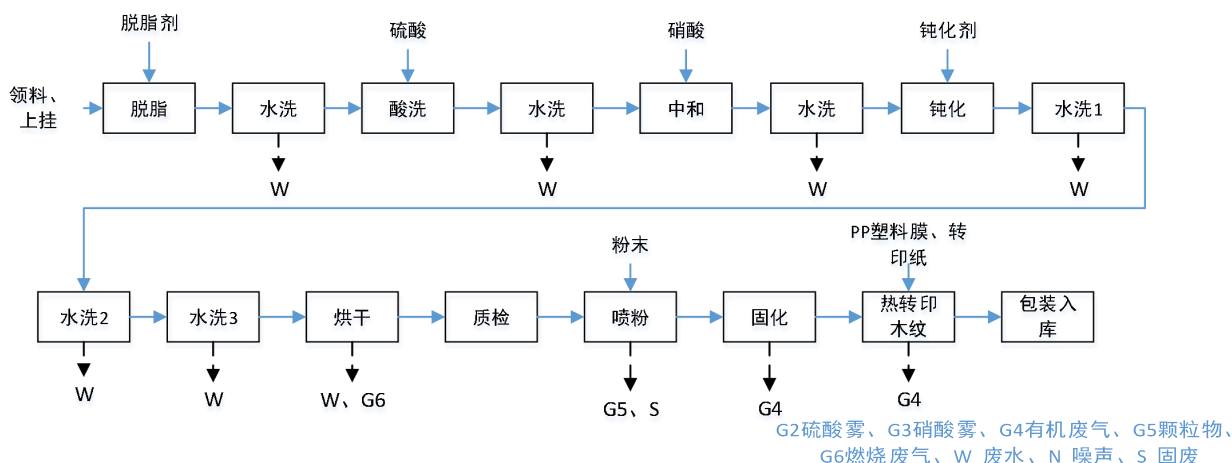 脱脂剂
硫酸
硝酸
钝化剂
领料、
上挂
脱脂
水洗
酸洗
水洗
中和
水洗
钝化
水洗1
W
W
W
W
粉末
PP塑料膜、转
印纸
水洗2
水洗3
烘干
质检
喷粉
固化
热转印
木纹
包装入
库
W
W
W、G6
G5、S
G4
G4
G2硫酸雾、G3硝酸雾、G4有机废气、G5颗粒物、
G6燃烧废气、W 废水、N 噪声、S 固废